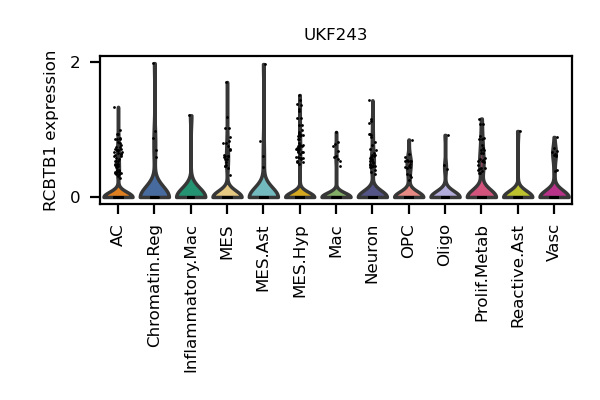 UKF243
RCBTB1 expression
2
0
AC
Chromatin.Reg
Inflammatory.Mac
MES
MES.Ast
MES.Hyp
Mac
Neuron
OPC
Oligo
Prolif.Metab
Reactive.Ast
Vasc